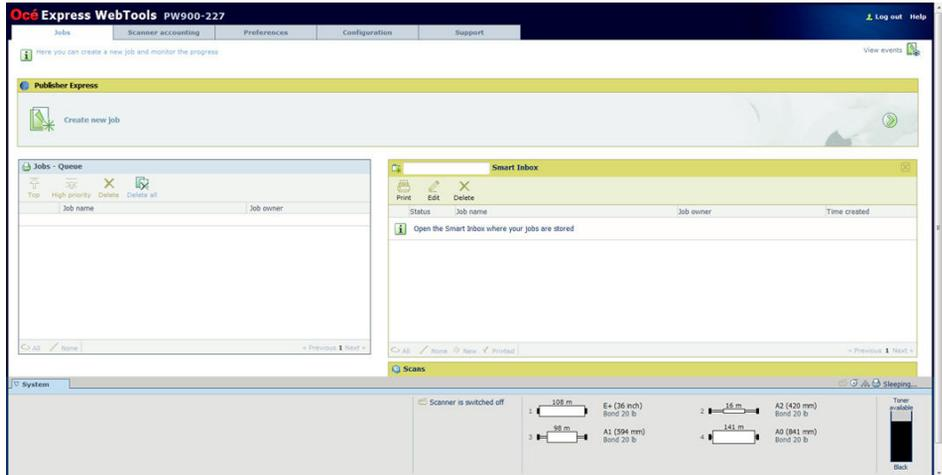 Océ Express WebTools PW900-227
Log out Help
Jobs Scanner accounting Preferences Configuration Support
Here you can create a new job and monitor the progress
View events
Publisher Express
Create new job
Jobs - Queue
Top High priority Delete Delete all
Job name Job owner
All None « Previous 1 Next »
Smart Inbox
Print Edit Delete
Status Job name Job owner Time created
Open the Smart Inbox where your jobs are stored
All None New Printed « Previous 1 Next »
Scans
System
Sleeping...
Scanner is switched off
1 108 m E+ (36 inch) Bond 20 lb
2 16 m A2 (420 mm) Bond 20 lb
3 98 m A1 (594 mm) Bond 20 lb
4 141 m A0 (841 mm) Bond 20 lb
Toner available
Black